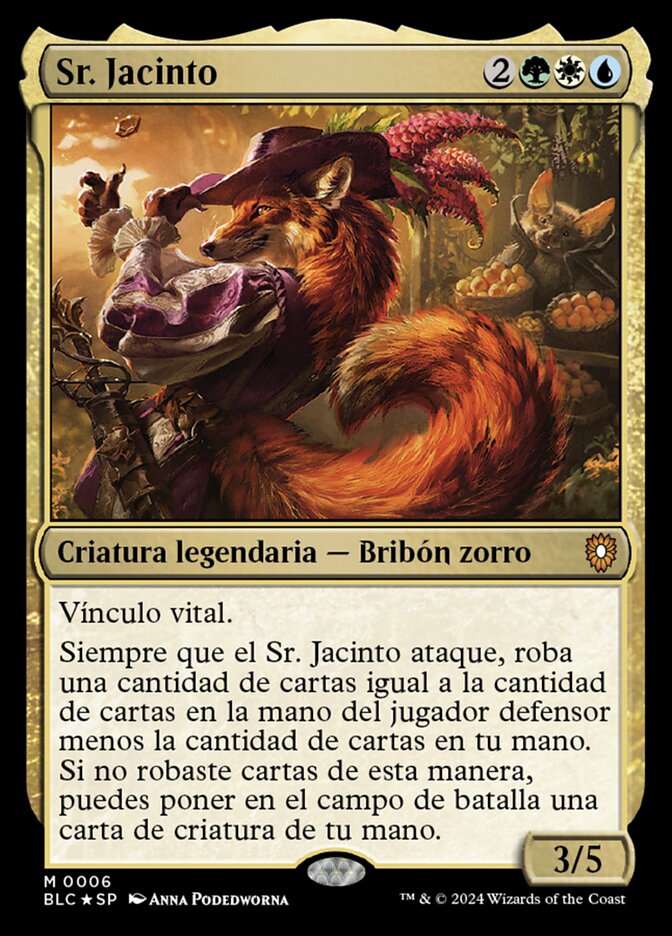 Sr. Jacinto 2
Criatura legendaria — Bribón zorro
Vínculo vital.
Siempre que el Sr. Jacinto ataque, roba
una cantidad de cartas igual a la cantidad
de cartas en la mano del jugador defensor
menos la cantidad de cartas en tu mano.
Si no robaste cartas de esta manera,
puedes poner en el campo de batalla una
carta de criatura de tu mano.
3/5
M 0006
BLC★SP Anna Podedworna
™ & © 2024 Wizards of the Coast